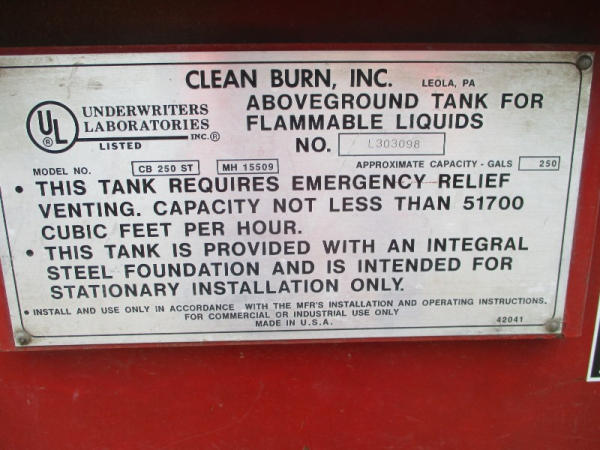 CLEAN BURN, INC. LEOLA, PA
UL ® UNDERWRITERS LABORATORIES INC.® LISTED
ABOVEGROUND TANK FOR
FLAMMABLE LIQUIDS
NO. L303098
MODEL NO. CB 250 ST MH 15509 APPROXIMATE CAPACITY - GALS 250
• THIS TANK REQUIRES EMERGENCY RELIEF
VENTING. CAPACITY NOT LESS THAN 51700
CUBIC FEET PER HOUR.
• THIS TANK IS PROVIDED WITH AN INTEGRAL
STEEL FOUNDATION AND IS INTENDED FOR
STATIONARY INSTALLATION ONLY.
• INSTALL AND USE ONLY IN ACCORDANCE WITH THE MFR'S INSTALLATION AND OPERATING INSTRUCTIONS.
FOR COMMERCIAL OR INDUSTRIAL USE ONLY
MADE IN U.S.A. 42041